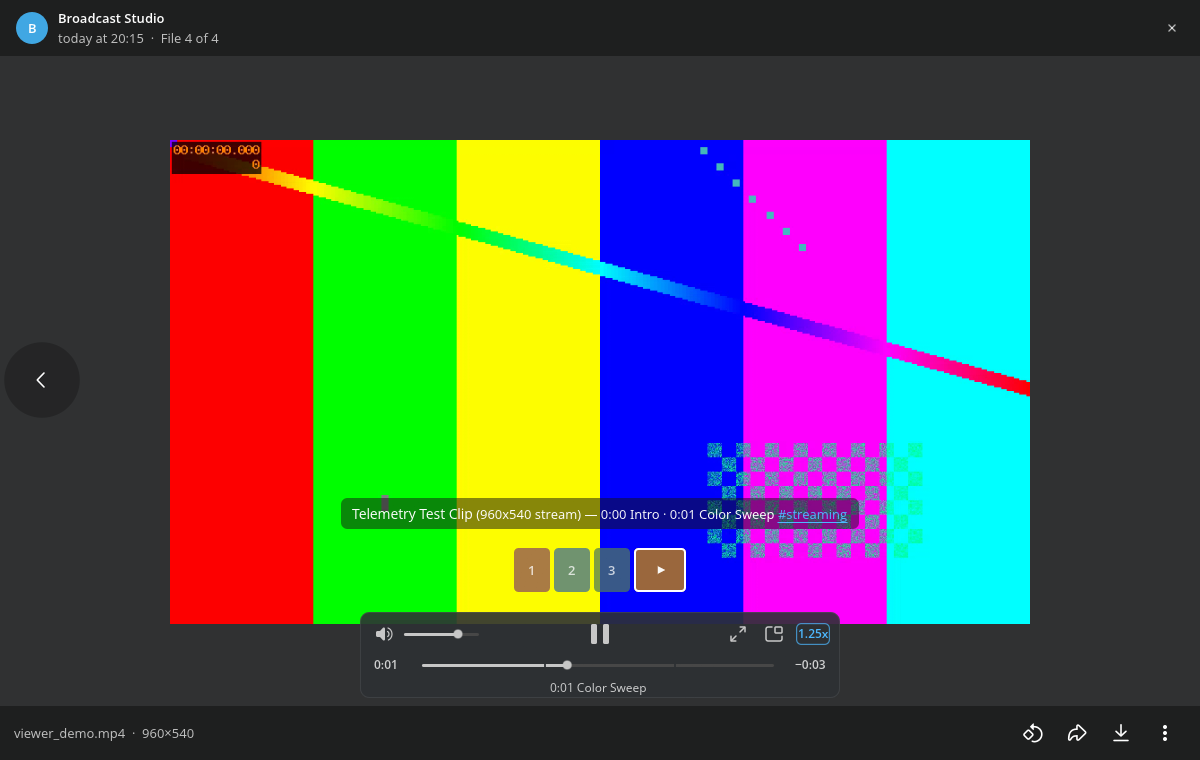 B
Broadcast Studio
today at 20:15 · File 4 of 4
00:00:00.000
0
Telemetry Test Clip (960x540 stream) — 0:00 Intro · 0:01 Color Sweep #streaming
1 2 3
1.25x
0:01 −0:03
0:01 Color Sweep
viewer_demo.mp4 · 960×540